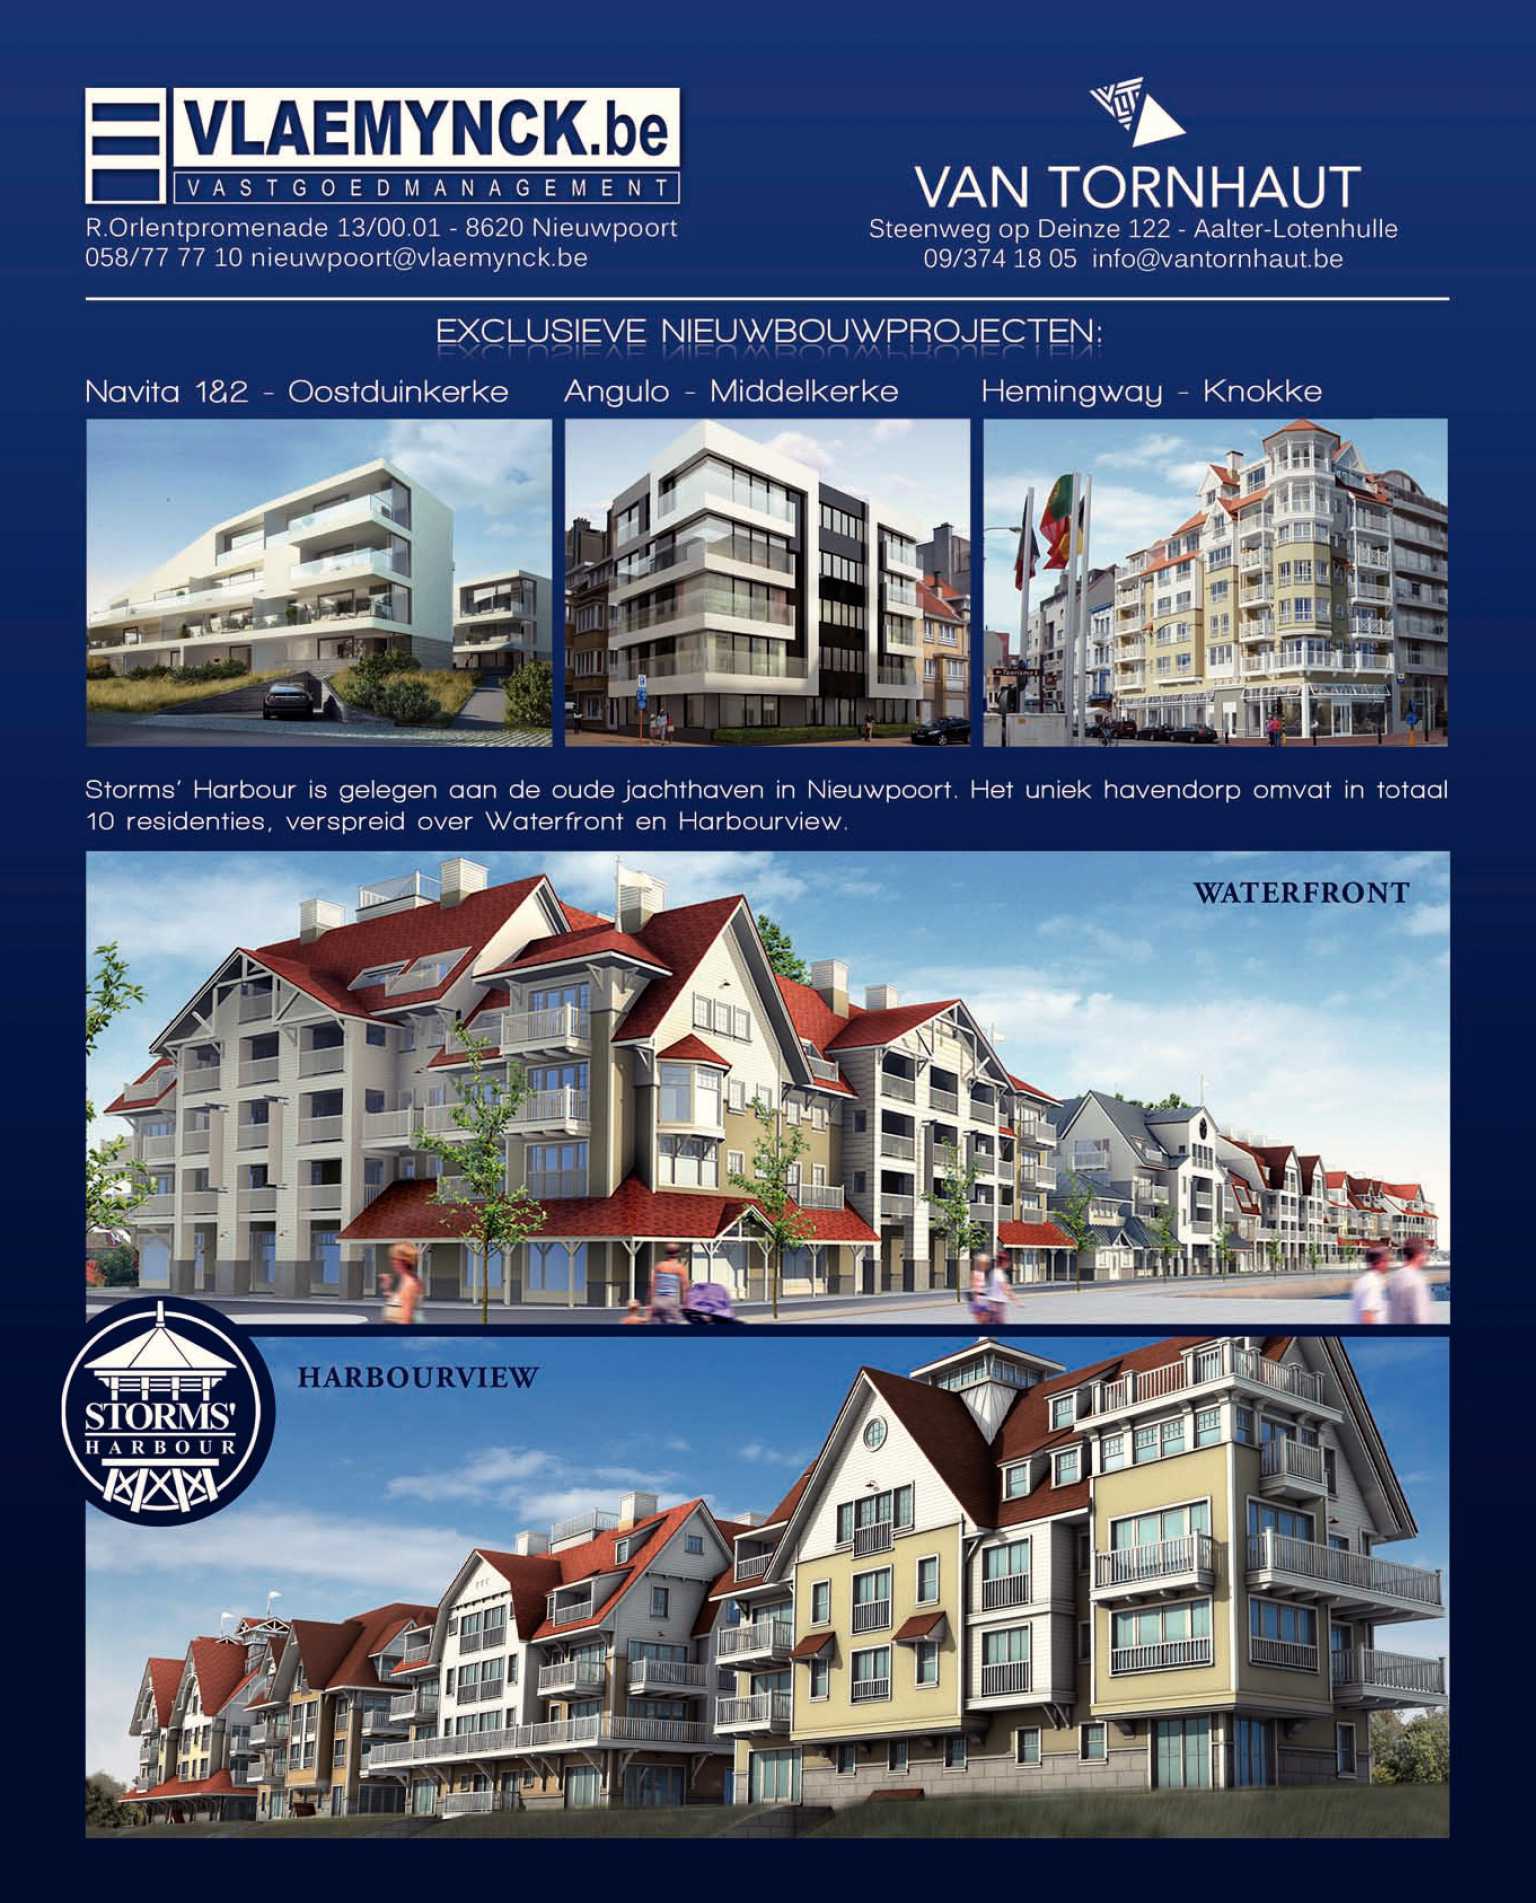 VLAEMYNCK.be
VASTGOEDMANAGEMENT
R.Orlentpromenade 13/00.01 - 8620 Nieuwpoort
058/77 77 10 nieuwpoort@vlaemynck.be
VLIT
VAN TORNHAUT
Steenweg op Deinze 122 - Aalter-Lotenhulle
09/374 18 05 info@vantornhaut.be
EXCLUSIEVE NIEUWBOUWPROJECTEN:
Navita 1&2 - Oostduinkerke
Angulo - Middelkerke
Hemingway - Knokke
Storms' Harbour is gelegen aan de oude jachthaven in Nieuwpoort. Het uniek havendorp omvat in totaal
10 residenties, verspreid over Waterfront en Harbourview.
WATERFRONT
HARBOURVIEW
STORMS'
HARBOUR